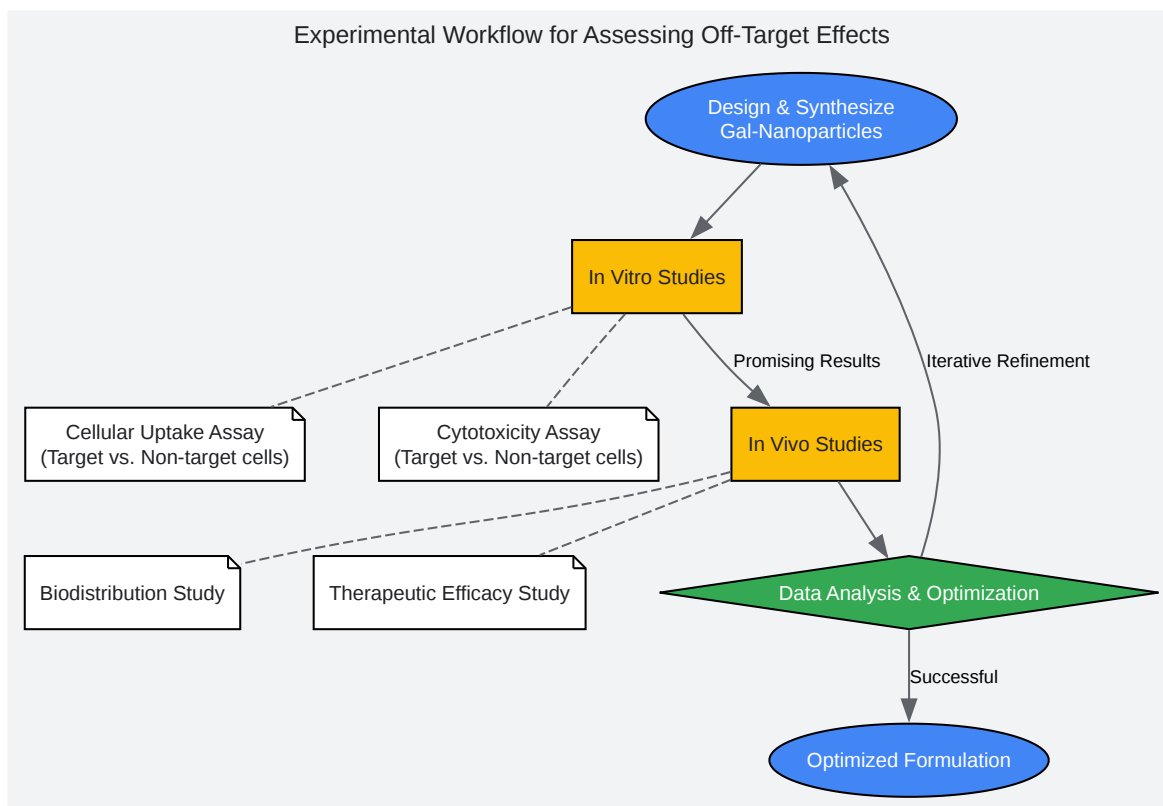 Experimental Workflow for Assessing Off-Target Effects
Design & Synthesize
Gal-Nanoparticles
In Vitro Studies
Promising Results
Iterative Refinement
Cellular Uptake Assay
(Target vs. Non-target cells)
Cytotoxicity Assay
(Target vs. Non-target cells)
In Vivo Studies
Biodistribution Study
Therapeutic Efficacy Study
Data Analysis & Optimization
Successful
Optimized Formulation